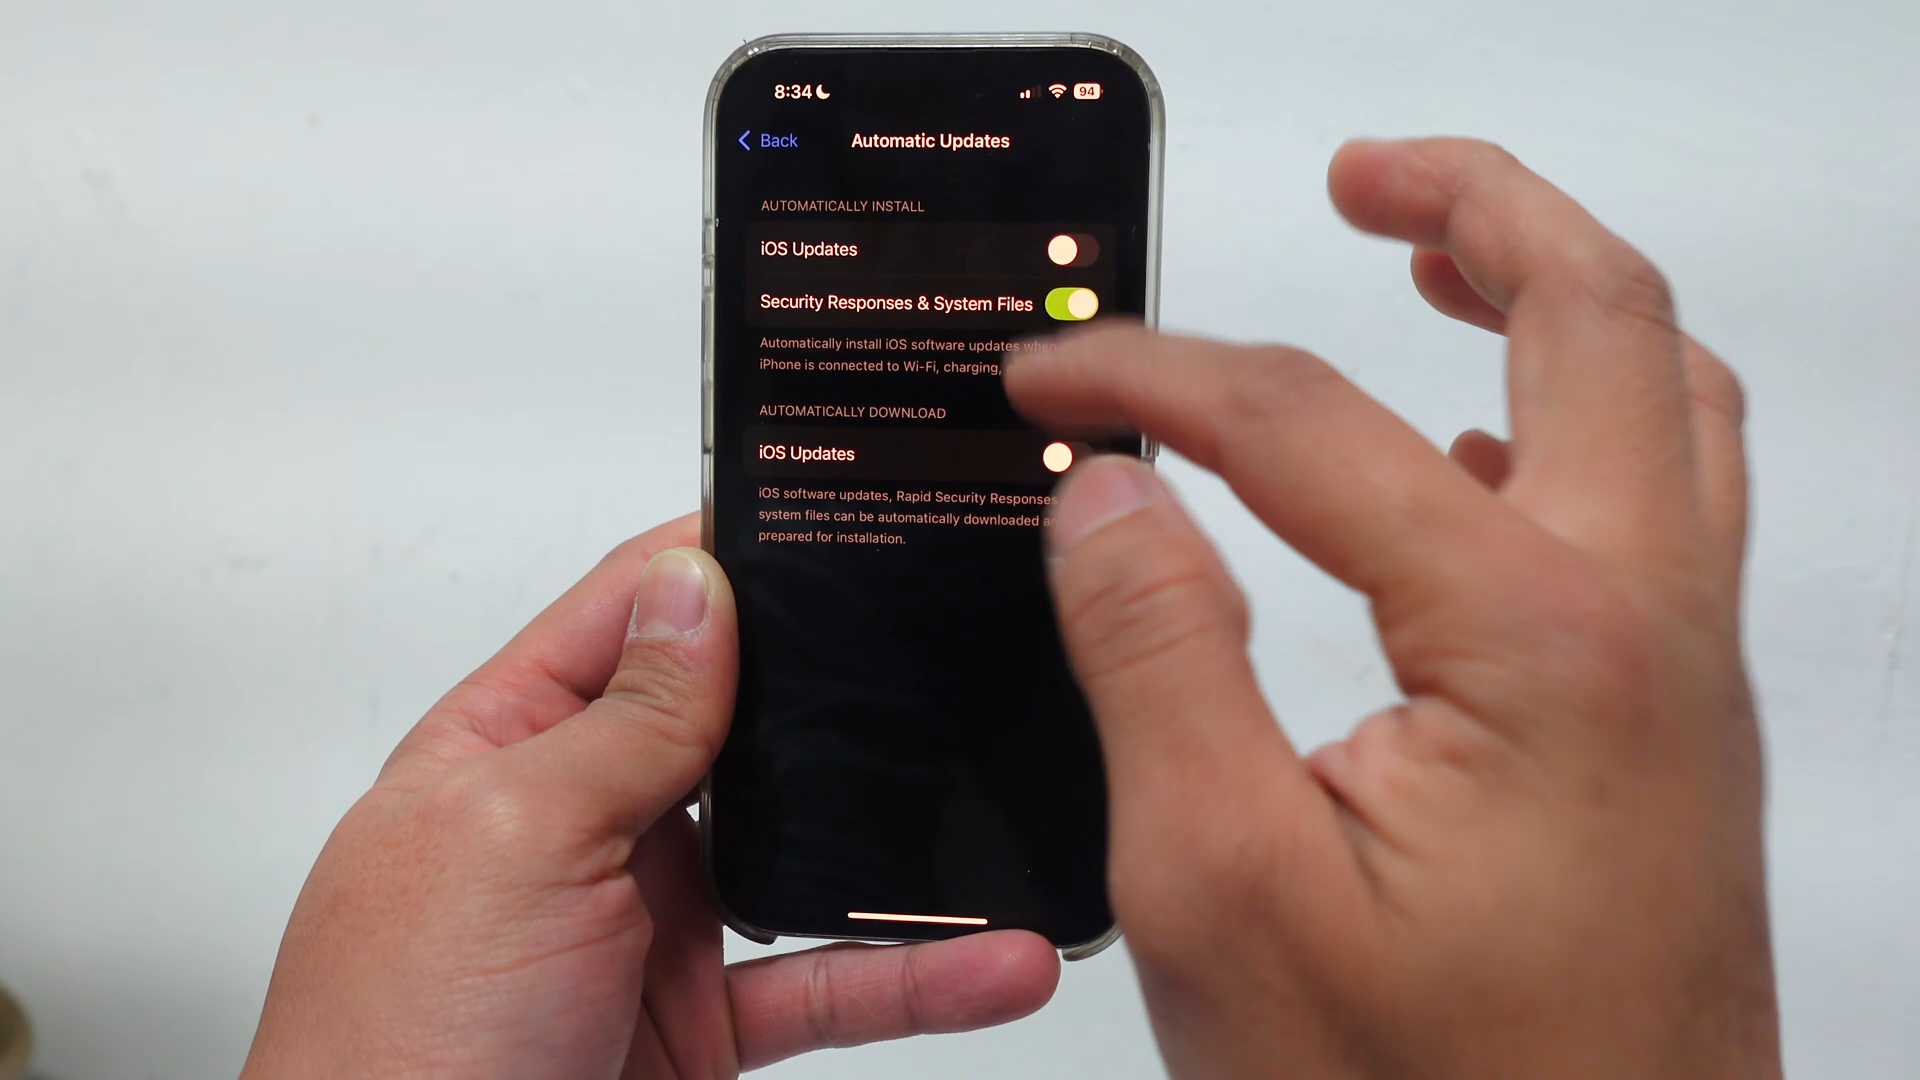 8:34
94
Back
Automatic Updates
AUTOMATICALLY INSTALL
iOS Updates
Security Responses & System Files
Automatically install iOS software updates when
iPhone is connected to Wi-Fi, charging,
AUTOMATICALLY DOWNLOAD
iOS Updates
iOS software updates, Rapid Security Responses
system files can be automatically downloaded
prepared for installation.